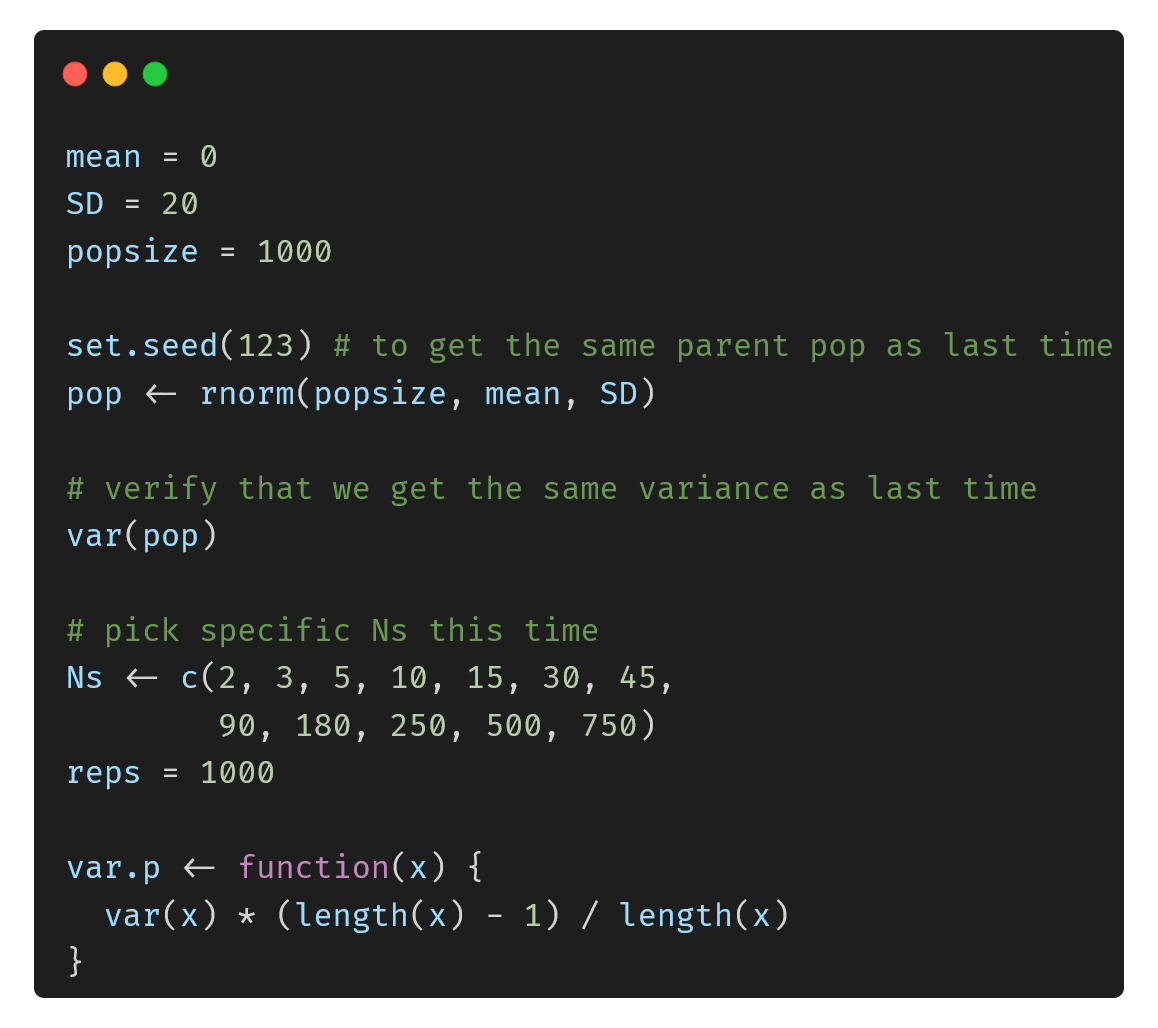 mean = 0
SD = 20
popsize = 1000
set.seed(123) # to get the same parent pop as last time
pop <- rnorm(popsize, mean, SD)
# verify that we get the same variance as last time
var(pop)
# pick specific Ns this time
Ns <- c(2, 3, 5, 10, 15, 30, 45,
90, 180, 250, 500, 750)
reps = 1000
var.p <- function(x) {
var(x) * (length(x) - 1) / length(x)
}